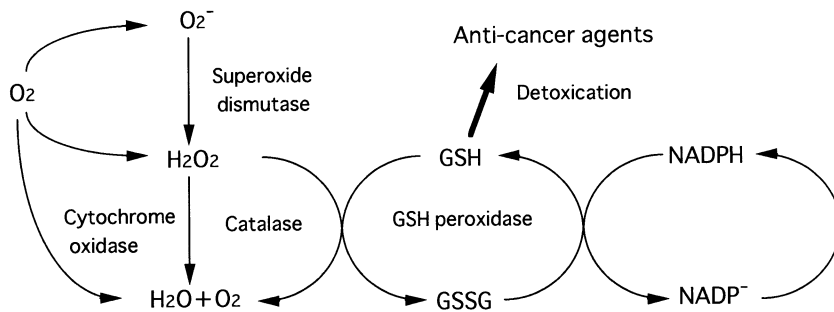 O2⁻
Anti-cancer agents
O2
Superoxide
dismutase
Detoxication
H2O2
GSH
NADPH
Cytochrome
oxidase
Catalase
GSH peroxidase
H2O+O2
GSSG
NADP⁻